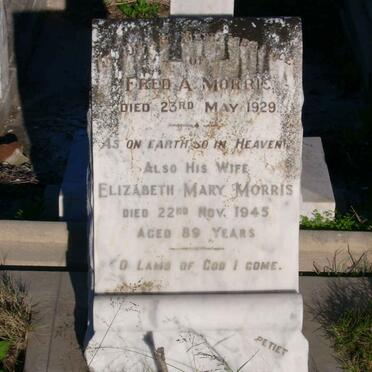 OF
FRED A. MORRIS
DIED 23RD MAY 1929.
AS ON EARTH SO IN HEAVEN.
ALSO HIS WIFE
ELIZABETH MARY MORRIS
DIED 22ND NOV. 1945
AGED 89 YEARS
O LAMB OF GOD I COME.
PETIET